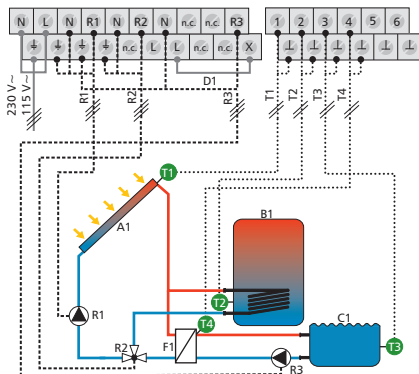 N L N R1 N R2 N n.c. n.c. R3
n.c. L L n.c. X
1 2 3 4 5 6
D1
230 V~
115 V~
R1
R2
R3
T1
T2
T3
T4
T1
A1
B1
T2
R1
R2
F1
T4
C1
T3
R3